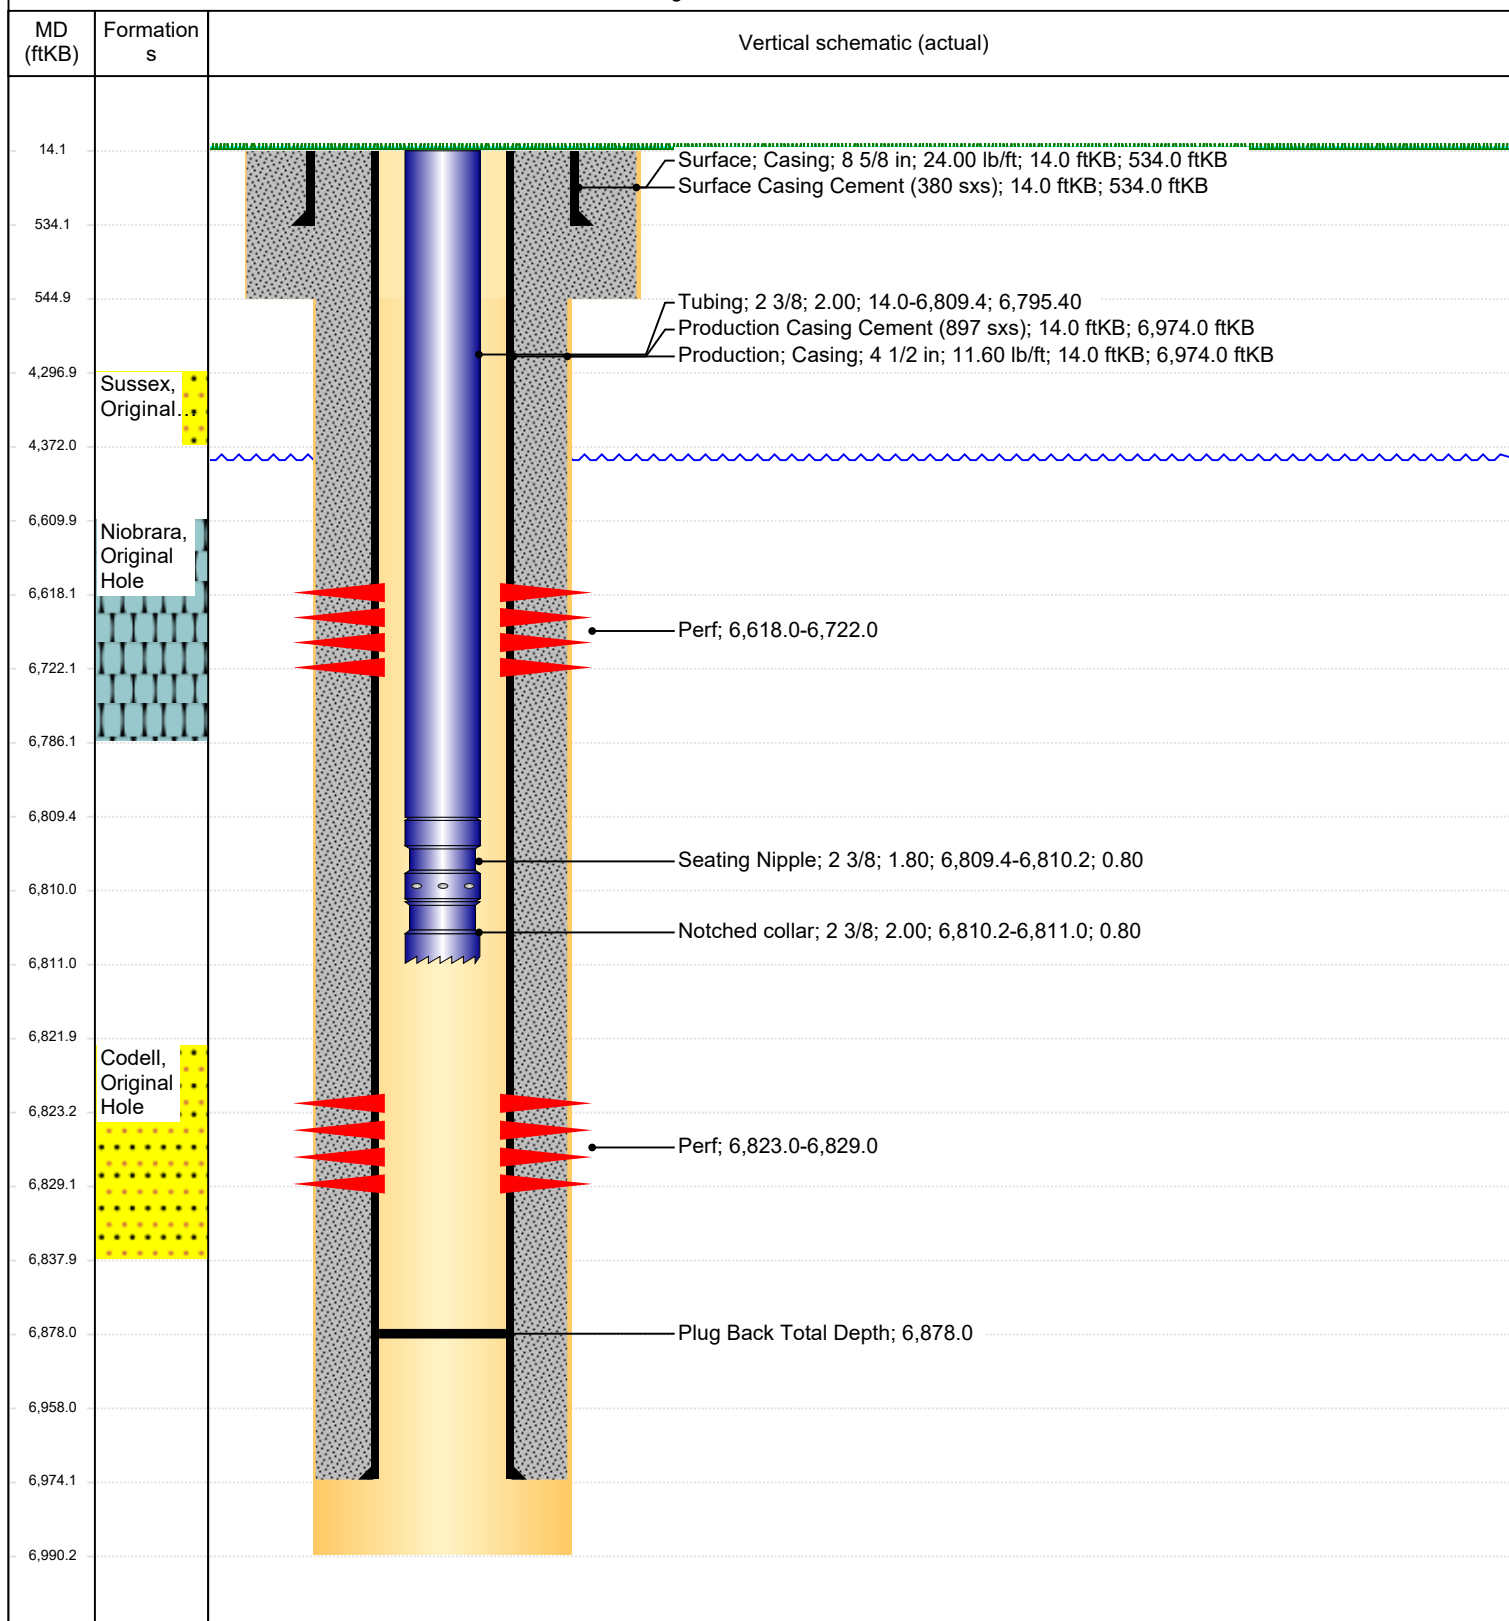 MD
(ftKB)
Formation
s
Vertical schematic (actual)
14.1
Surface; Casing; 8 5/8 in; 24.00 lb/ft; 14.0 ftKB; 534.0 ftKB
Surface Casing Cement (380 sxs); 14.0 ftKB; 534.0 ftKB
534.1
544.9
Tubing; 2 3/8; 2.00; 14.0-6,809.4; 6,795.40
Production Casing Cement (897 sxs); 14.0 ftKB; 6,974.0 ftKB
Production; Casing; 4 1/2 in; 11.60 lb/ft; 14.0 ftKB; 6,974.0 ftKB
4,296.9
Sussex,
Original...
4,372.0
6,609.9
Niobrara,
Original
Hole
6,618.1
Perf; 6,618.0-6,722.0
6,722.1
6,786.1
6,809.4
Seating Nipple; 2 3/8; 1.80; 6,809.4-6,810.2; 0.80
6,810.0
Notched collar; 2 3/8; 2.00; 6,810.2-6,811.0; 0.80
6,811.0
6,821.9
Codell,
Original
Hole
6,823.2
Perf; 6,823.0-6,829.0
6,829.1
6,837.9
6,878.0
Plug Back Total Depth; 6,878.0
6,958.0
6,974.1
6,990.2